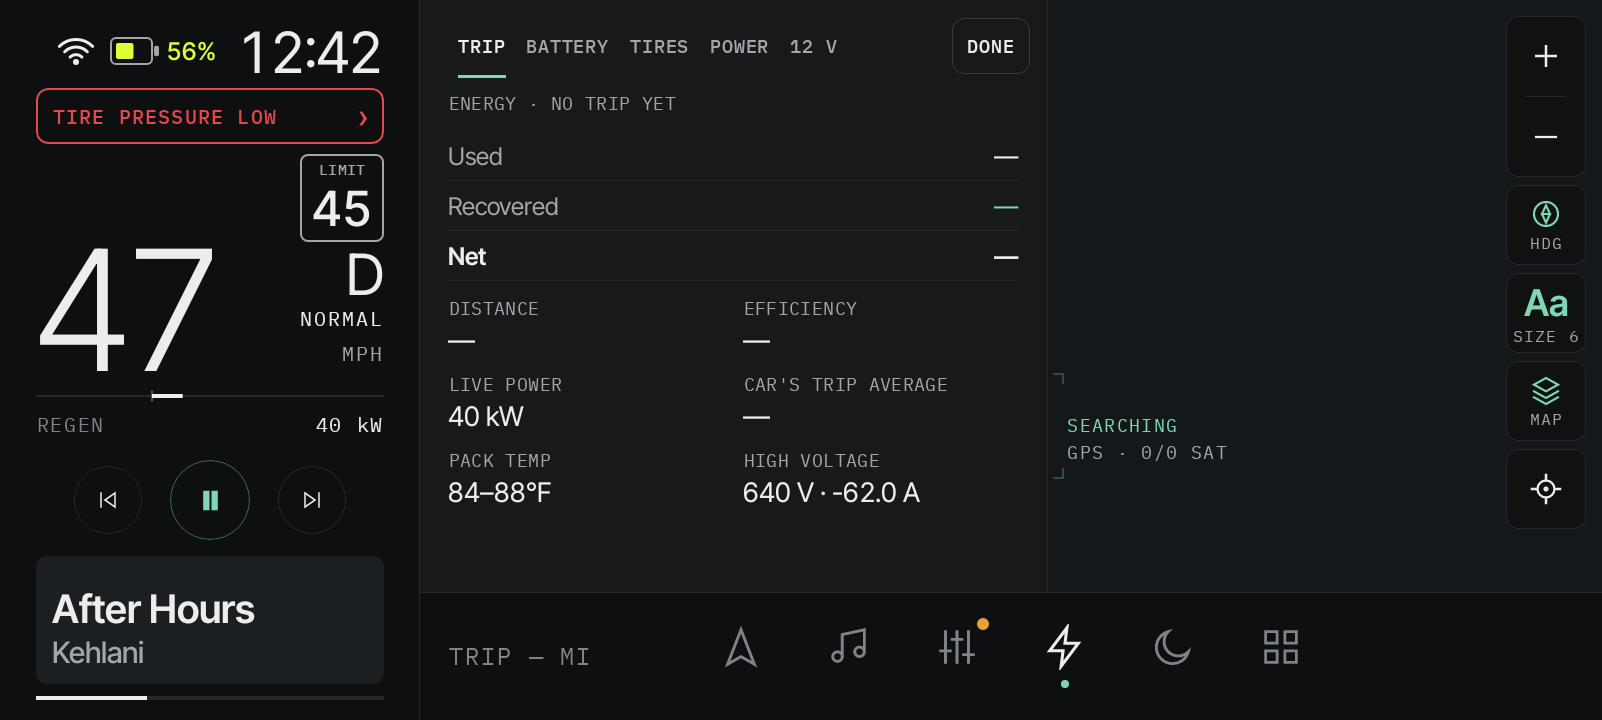 56% 12:42
TIRE PRESSURE LOW ❯
LIMIT
45
47
D
NORMAL
MPH
REGEN 40 kW
After Hours
Kehlani
TRIP BATTERY TIRES POWER 12 V DONE
ENERGY · NO TRIP YET
Used —
Recovered —
Net —
DISTANCE EFFICIENCY
— —
LIVE POWER CAR'S TRIP AVERAGE
40 kW —
PACK TEMP HIGH VOLTAGE
84–88°F 640 V · -62.0 A
SEARCHING
GPS · 0/0 SAT
+
−
HDG
Aa
SIZE 6
MAP
TRIP — MI